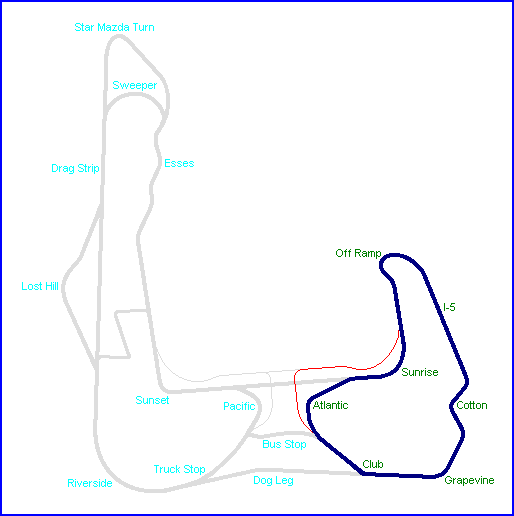 Star Mazda Turn
Sweeper
Esses
Drag Strip
Off Ramp
Lost Hill
I-5
Sunrise
Sunset
Pacific
Atlantic
Cotton
Bus Stop
Truck Stop
Club
Riverside
Dog Leg
Grapevine